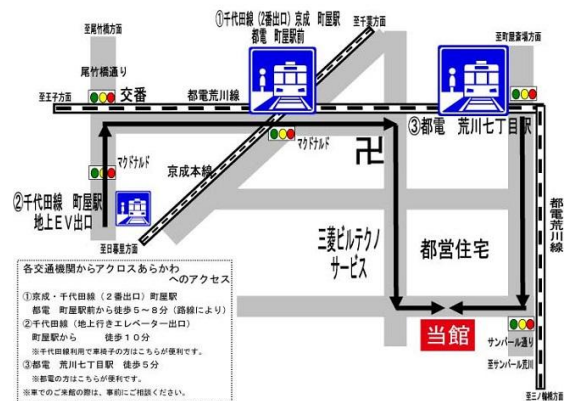 至尾竹橋方面
尾竹橋通り
①千代田線(2番出口)京成 町屋駅
都電 町屋駅前
至千葉方面
至町屋斎場方面
至王子方面
交番
都電荒川線
③都電 荒川七丁目駅
マクドナルド
マクドナルド
②千代田線 町屋駅
地上EV出口
京成本線
至日暮里方面
卍
三菱ビルテクノ
サービス
都営住宅
都電荒川線
当館
サンパール通り
至サンパール荒川
至三ノ輪橋方面
各交通機関からアクロスあらかわ
へのアクセス
①京成・千代田線(2番出口)町屋駅
都電 町屋駅前から徒歩5~8分(路線により)
②千代田線(地上行きエレベーター出口)
町屋駅から 徒歩10分
※千代田線利用で車椅子の方はこちらが便利です。
③都電 荒川七丁目駅 徒歩5分
※都電の方はこちらが便利です。
※車でのご来館の際は、事前にご相談ください。